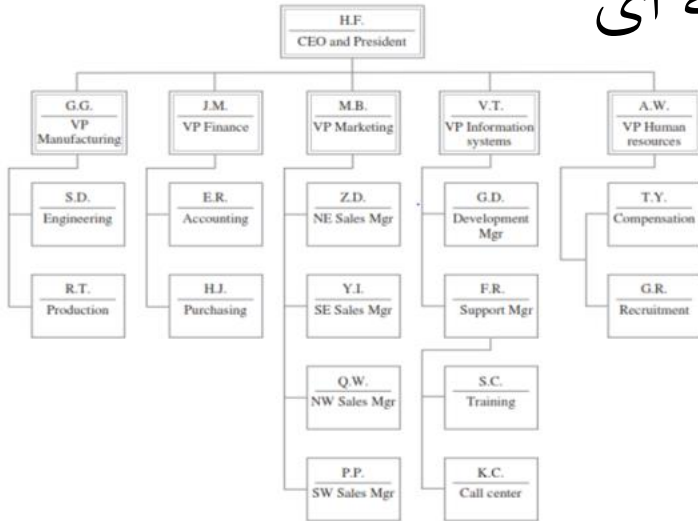 H.F.
CEO and President
G.G.
VP
Manufacturing
J.M.
VP Finance
M.B.
VP Marketing
V.T.
VP Information
systems
A.W.
VP Human
resources
S.D.
Engineering
E.R.
Accounting
Z.D.
NE Sales Mgr
G.D.
Development
Mgr
T.Y.
Compensation
R.T.
Production
H.J.
Purchasing
Y.I.
SE Sales Mgr
F.R.
Support Mgr
G.R.
Recruitment
Q.W.
NW Sales Mgr
S.C.
Training
P.P.
SW Sales Mgr
K.C.
Call center